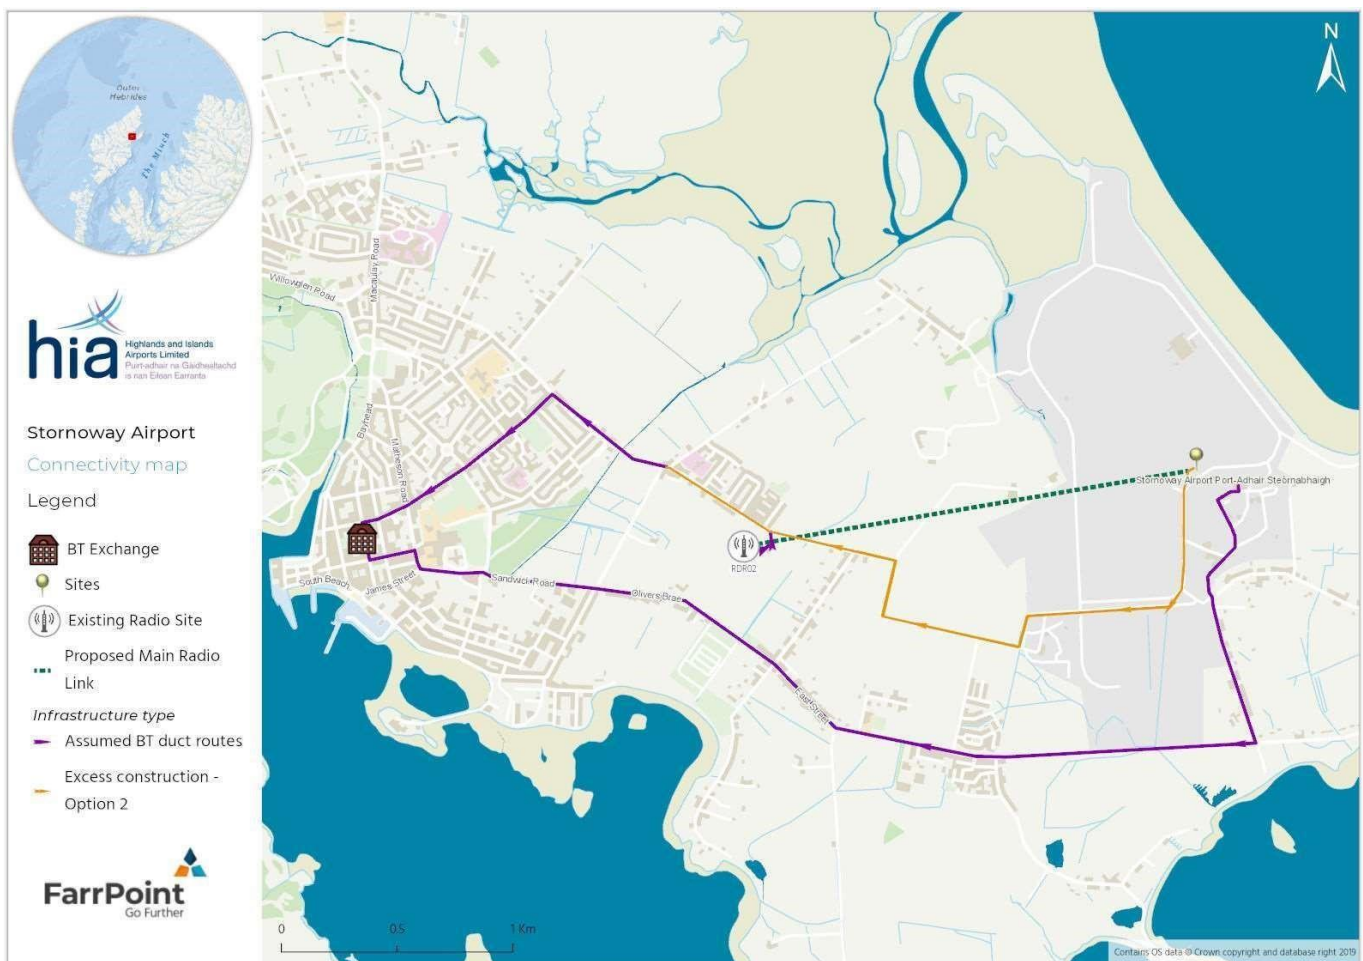 Outer
Hebrides
The Minch
hia
Highlands and Islands
Airports Limited
Puirt-adhair na Gàidhealtachd
is nan Eilean Earranta
Stornoway Airport
Connectivity map
Legend
BT Exchange
Sites
Existing Radio Site
Proposed Main Radio
Link
Infrastructure type
Assumed BT duct routes
Excess construction -
Option 2
FarrPoint
Go Further
N
Macaulay Road
Willowglen Road
Bayhead
Matheson Road
Stornoway Airport Port-Adhair Steòrnabhaigh
RDR02
South Beach
James Street
Sandwick Road
Olivers Brae
East Street
0
0.5
1 Km
Contains OS data © Crown copyright and database right 2019